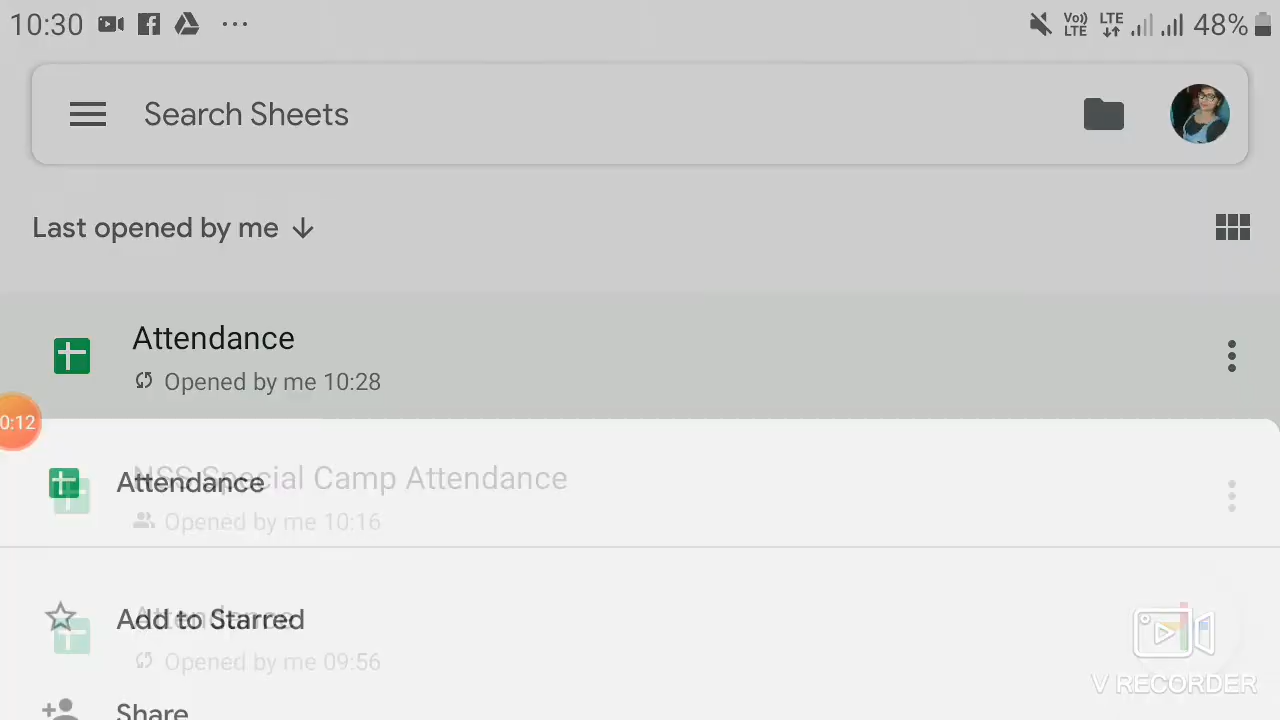 10:30 Vo)) LTE LTE 48%
Search Sheets
Last opened by me
Attendance
Opened by me 10:28
0:12
NSS Special Camp Attendance
Attendance
Opened by me 10:16
Attendance
Add to Starred
Opened by me 09:56
V RECORDER
Share